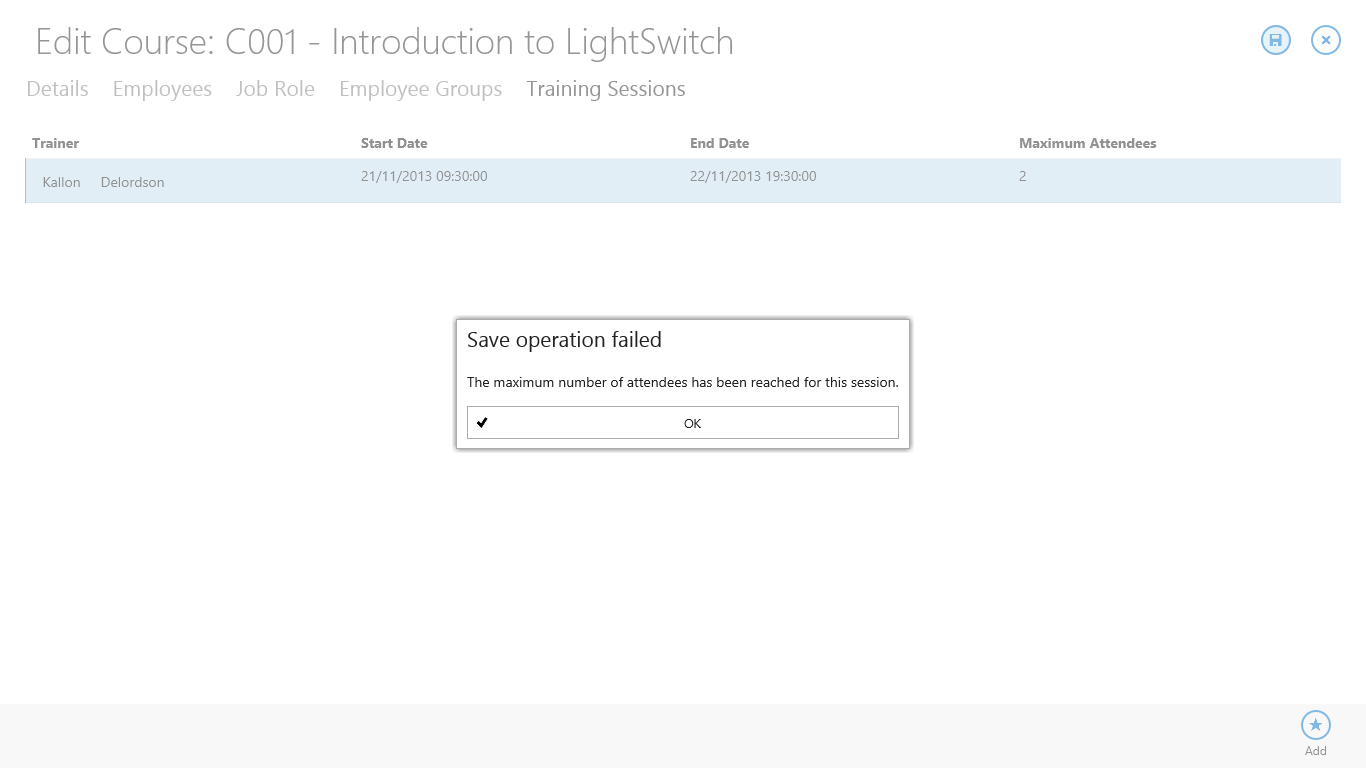 Edit Course: C001 - Introduction to LightSwitch
Details Employees Job Role Employee Groups Training Sessions
Trainer Start Date End Date Maximum Attendees
Kallon Delordson 21/11/2013 09:30:00 22/11/2013 19:30:00 2
Save operation failed
The maximum number of attendees has been reached for this session.
OK
Add